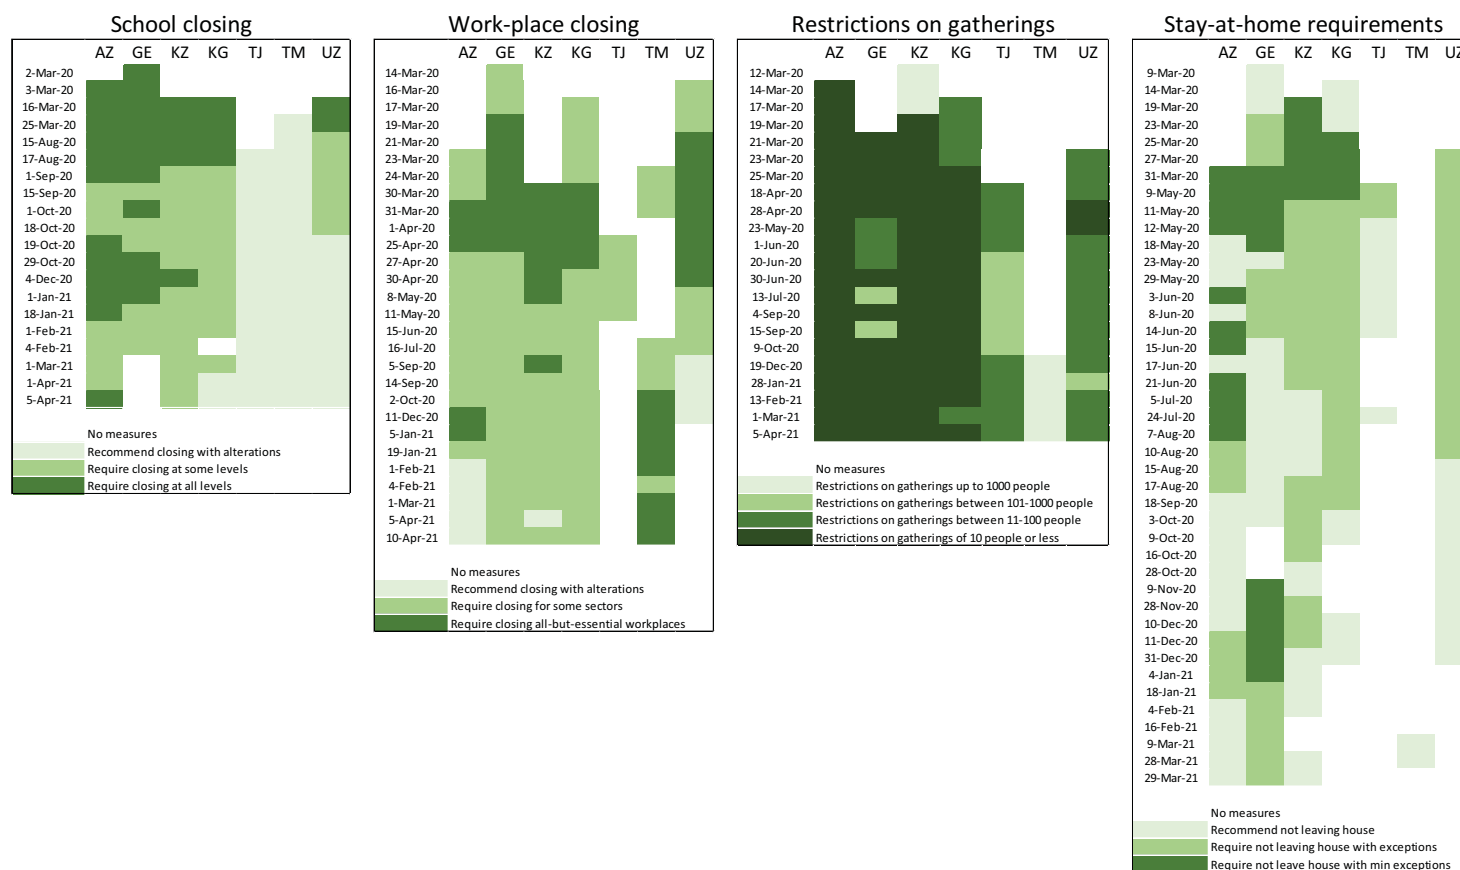 School closing
AZ GE KZ KG TJ TM UZ
2-Mar-20
3-Mar-20
16-Mar-20
25-Mar-20
15-Aug-20
17-Aug-20
1-Sep-20
15-Sep-20
1-Oct-20
18-Oct-20
19-Oct-20
29-Oct-20
4-Dec-20
1-Jan-21
18-Jan-21
1-Feb-21
4-Feb-21
1-Mar-21
1-Apr-21
5-Apr-21
No measures
Recommend closing with alterations
Require closing at some levels
Require closing at all levels
Work-place closing
AZ GE KZ KG TJ TM UZ
14-Mar-20
16-Mar-20
17-Mar-20
19-Mar-20
21-Mar-20
23-Mar-20
24-Mar-20
30-Mar-20
31-Mar-20
1-Apr-20
25-Apr-20
27-Apr-20
30-Apr-20
8-May-20
11-May-20
15-Jun-20
16-Jul-20
5-Sep-20
14-Sep-20
2-Oct-20
11-Dec-20
5-Jan-21
19-Jan-21
1-Feb-21
4-Feb-21
1-Mar-21
5-Apr-21
10-Apr-21
No measures
Recommend closing with alterations
Require closing for some sectors
Require closing all-but-essential workplaces
Restrictions on gatherings
AZ GE KZ KG TJ TM UZ
12-Mar-20
14-Mar-20
17-Mar-20
19-Mar-20
21-Mar-20
23-Mar-20
25-Mar-20
18-Apr-20
28-Apr-20
23-May-20
1-Jun-20
20-Jun-20
30-Jun-20
13-Jul-20
4-Sep-20
15-Sep-20
9-Oct-20
19-Dec-20
28-Jan-21
13-Feb-21
1-Mar-21
5-Apr-21
No measures
Restrictions on gatherings up to 1000 people
Restrictions on gatherings between 101-1000 people
Restrictions on gatherings between 11-100 people
Restrictions on gatherings of 10 people or less
Stay-at-home requirements
AZ GE KZ KG TJ TM UZ
9-Mar-20
14-Mar-20
19-Mar-20
23-Mar-20
25-Mar-20
27-Mar-20
31-Mar-20
9-May-20
11-May-20
12-May-20
18-May-20
23-May-20
29-May-20
3-Jun-20
8-Jun-20
14-Jun-20
15-Jun-20
17-Jun-20
21-Jun-20
5-Jul-20
24-Jul-20
7-Aug-20
10-Aug-20
15-Aug-20
17-Aug-20
18-Sep-20
3-Oct-20
9-Oct-20
16-Oct-20
28-Oct-20
9-Nov-20
28-Nov-20
10-Dec-20
11-Dec-20
31-Dec-20
4-Jan-21
18-Jan-21
4-Feb-21
16-Feb-21
9-Mar-21
28-Mar-21
29-Mar-21
No measures
Recommend not leaving house
Require not leaving house with exceptions
Require not leave house with min exceptions